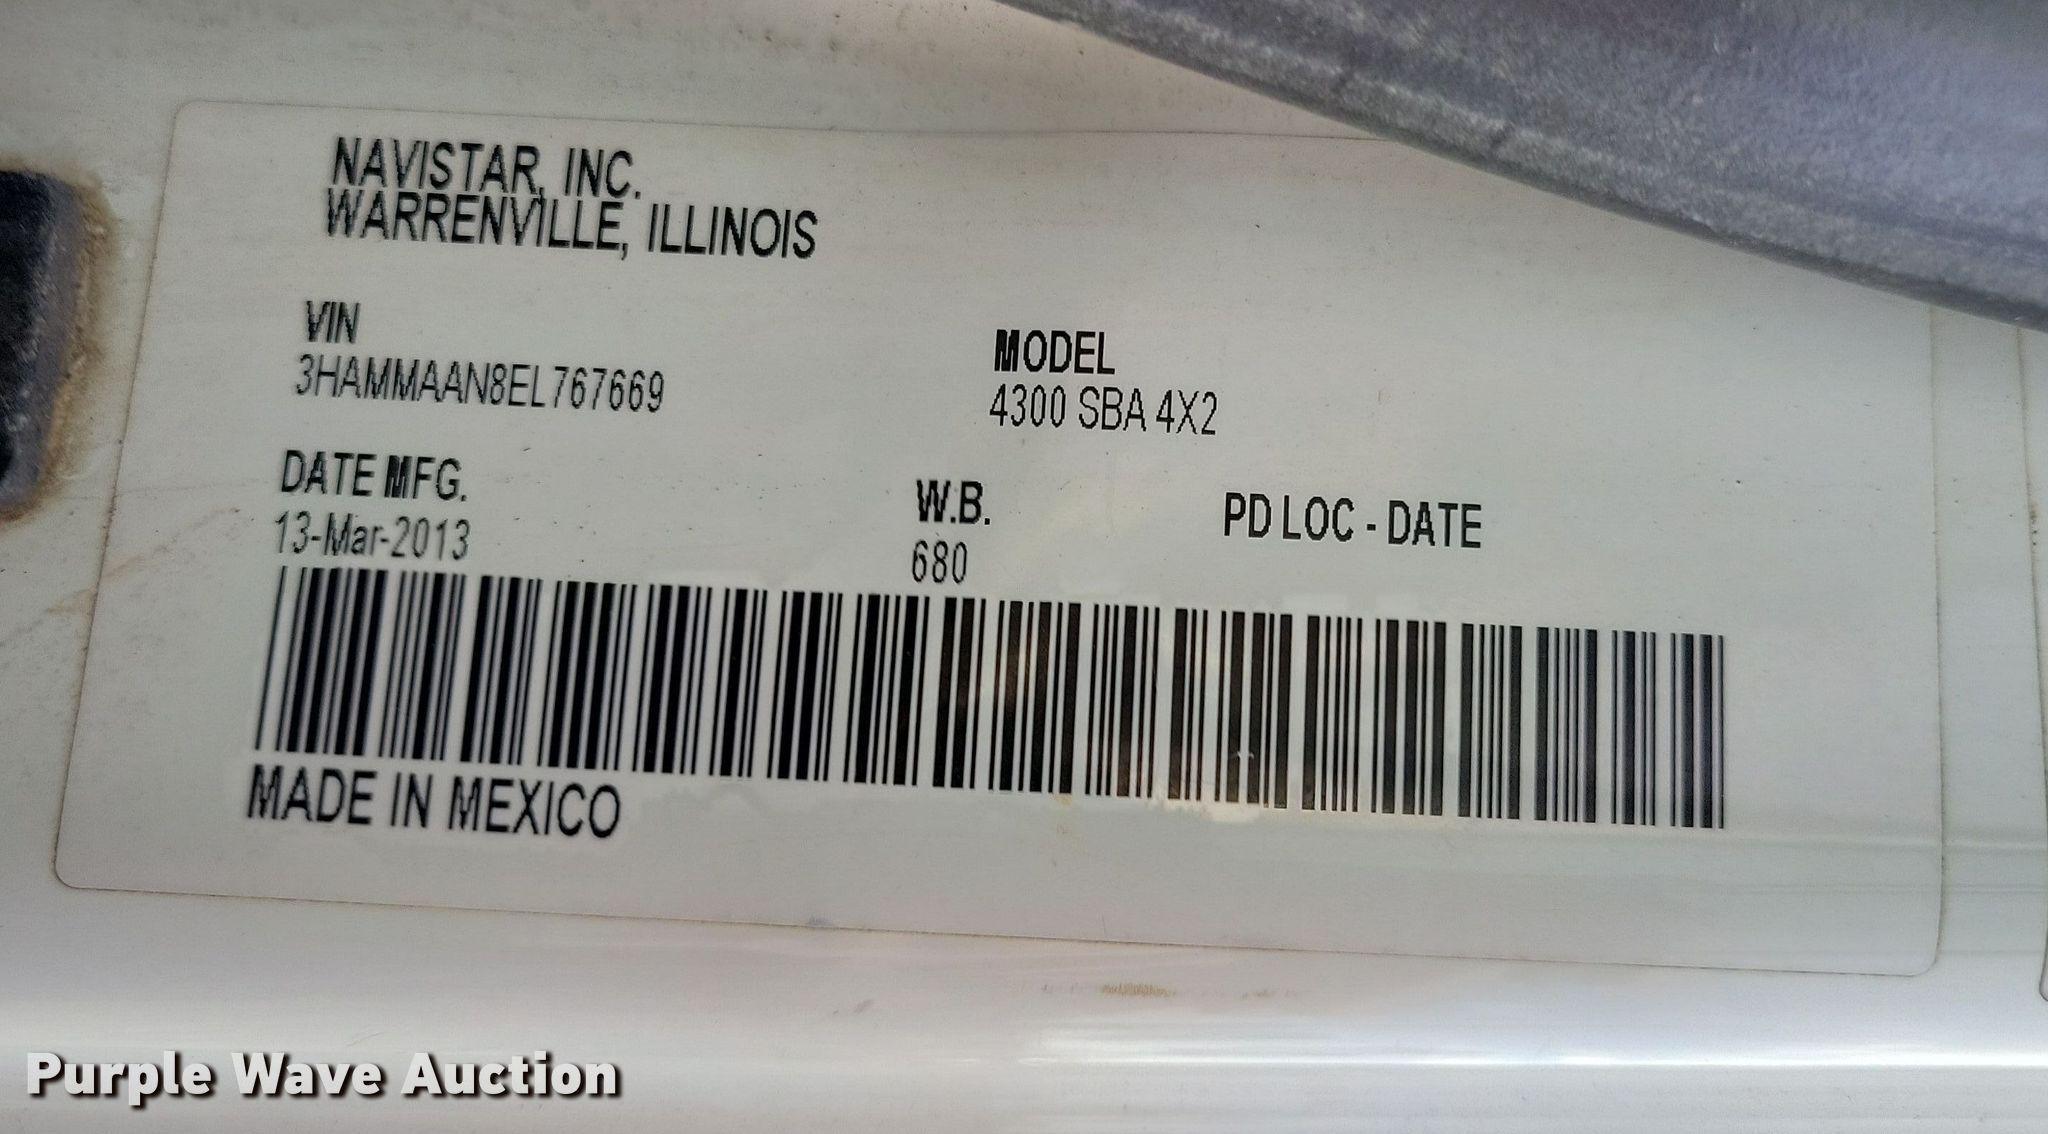 NAVISTAR, INC.
WARRENVILLE, ILLINOIS
VIN
3HAMMAAN8EL767669
MODEL
4300 SBA 4X2
DATE MFG.
13-Mar-2013
W.B.
680
PD LOC - DATE
MADE IN MEXICO
Purple Wave Auction